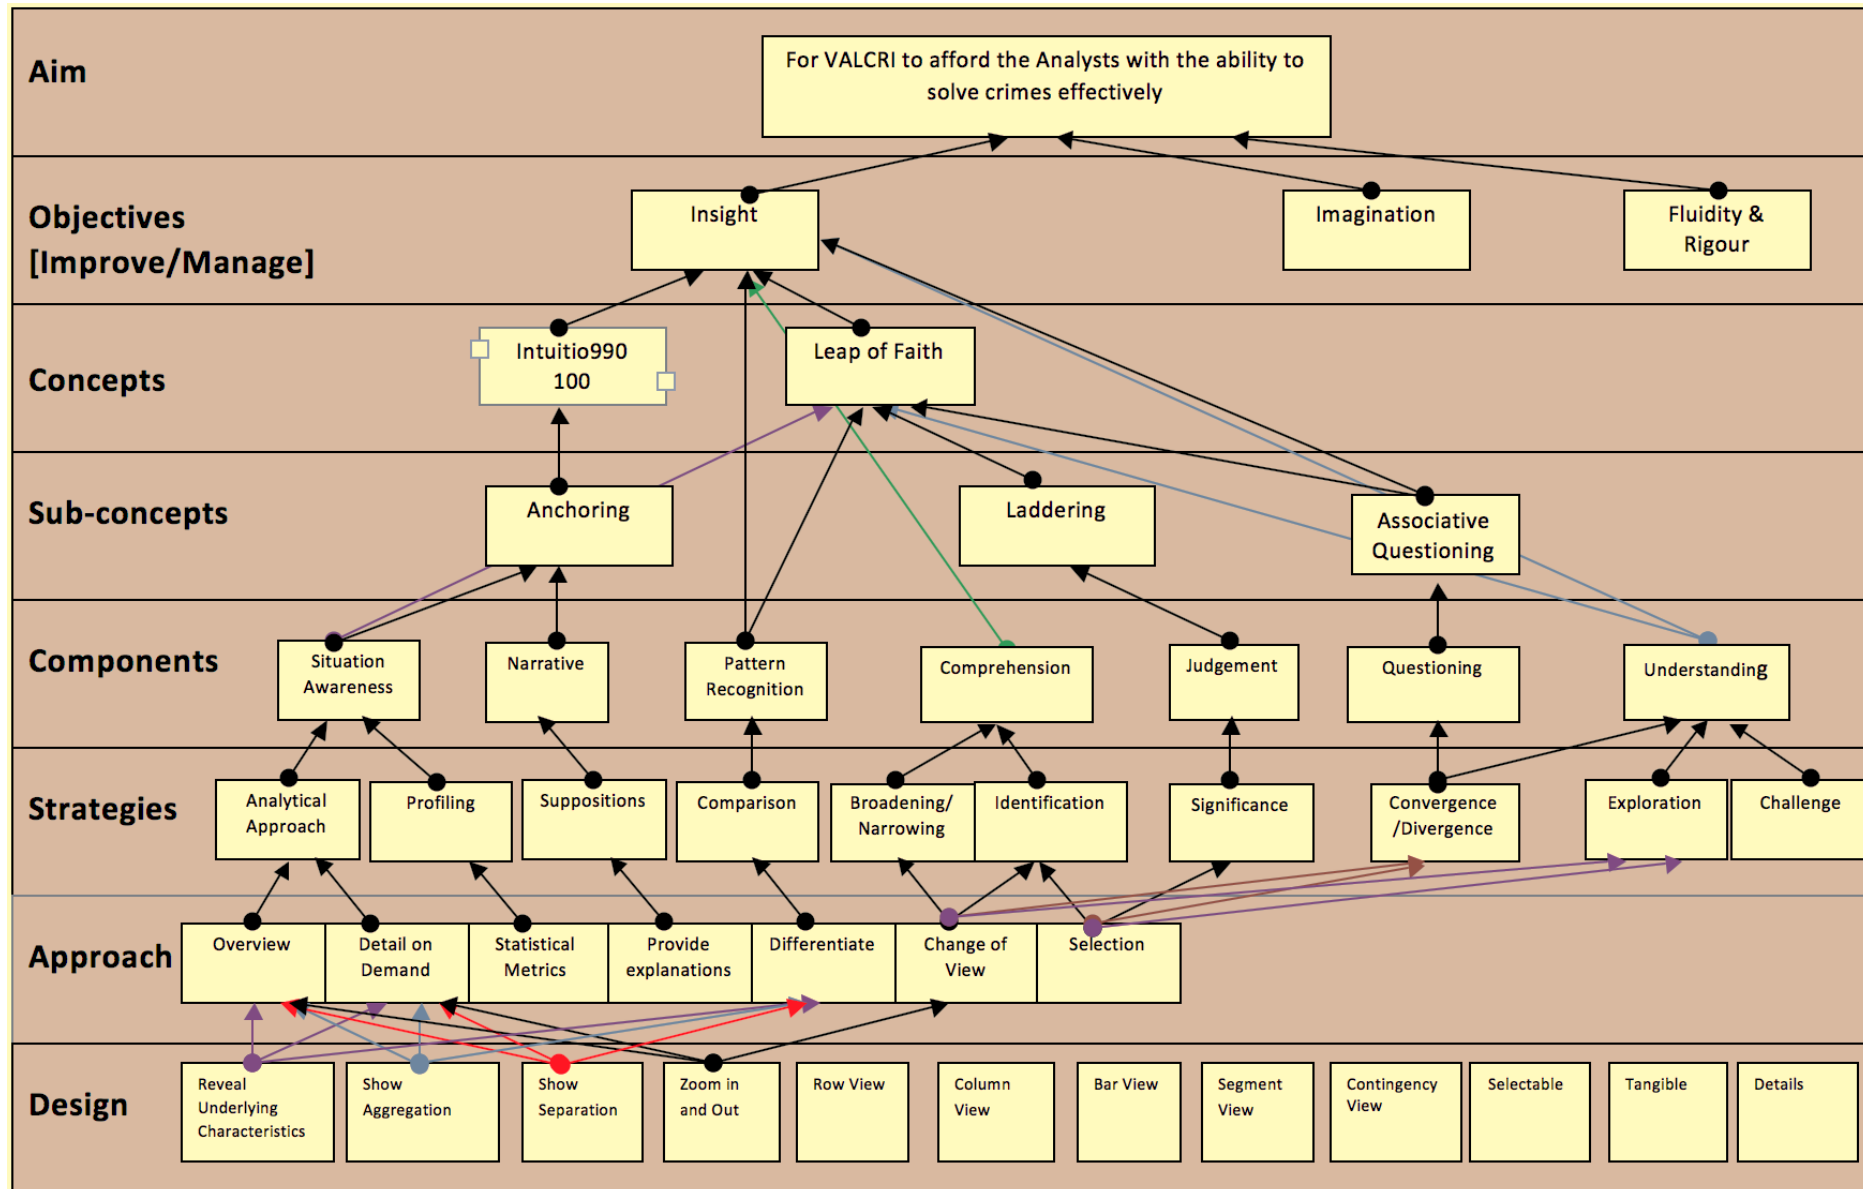 Aim
For VALCRI to afford the Analysts with the ability to
solve crimes effectively
Objectives
[Improve/Manage]
Insight
Imagination
Fluidity &
Rigour
Concepts
Intuitio990
100
Leap of Faith
Sub-concepts
Anchoring
Laddering
Associative
Questioning
Components
Situation
Awareness
Narrative
Pattern
Recognition
Comprehension
Judgement
Questioning
Understanding
Strategies
Analytical
Approach
Profiling
Suppositions
Comparison
Broadening/
Narrowing
Identification
Significance
Convergence
/Divergence
Exploration
Challenge
Approach
Overview
Detail on
Demand
Statistical
Metrics
Provide
explanations
Differentiate
Change of
View
Selection
Design
Reveal
Underlying
Characteristics
Show
Aggregation
Show
Separation
Zoom in
and Out
Row View
Column
View
Bar View
Segment
View
Contingency
View
Selectable
Tangible
Details